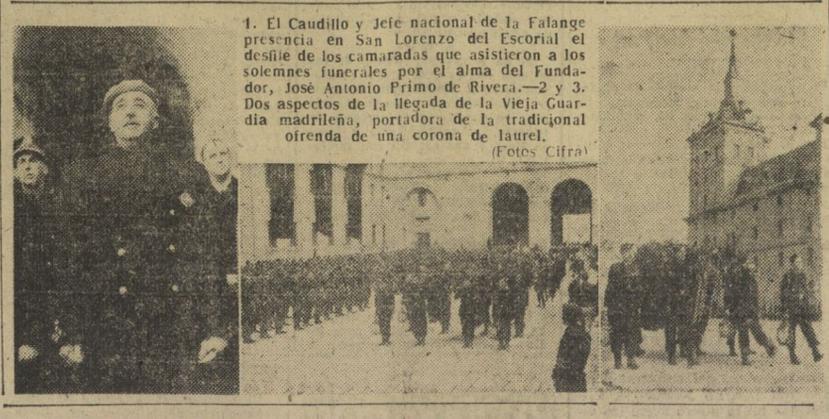 1. El Caudillo y Jefe nacional de la Falange
presencia en San Lorenzo del Escorial el
desfile de los camaradas que asistieron a los
solemnes funerales por el alma del Funda-
dor, José Antonio Primo de Rivera.—2 y 3.
Dos aspectos de la llegada de la Vieja Guar-
dia madrileña, portadora de la tradicional
ofrenda de una corona de laurel.
(Fotos Cifra)